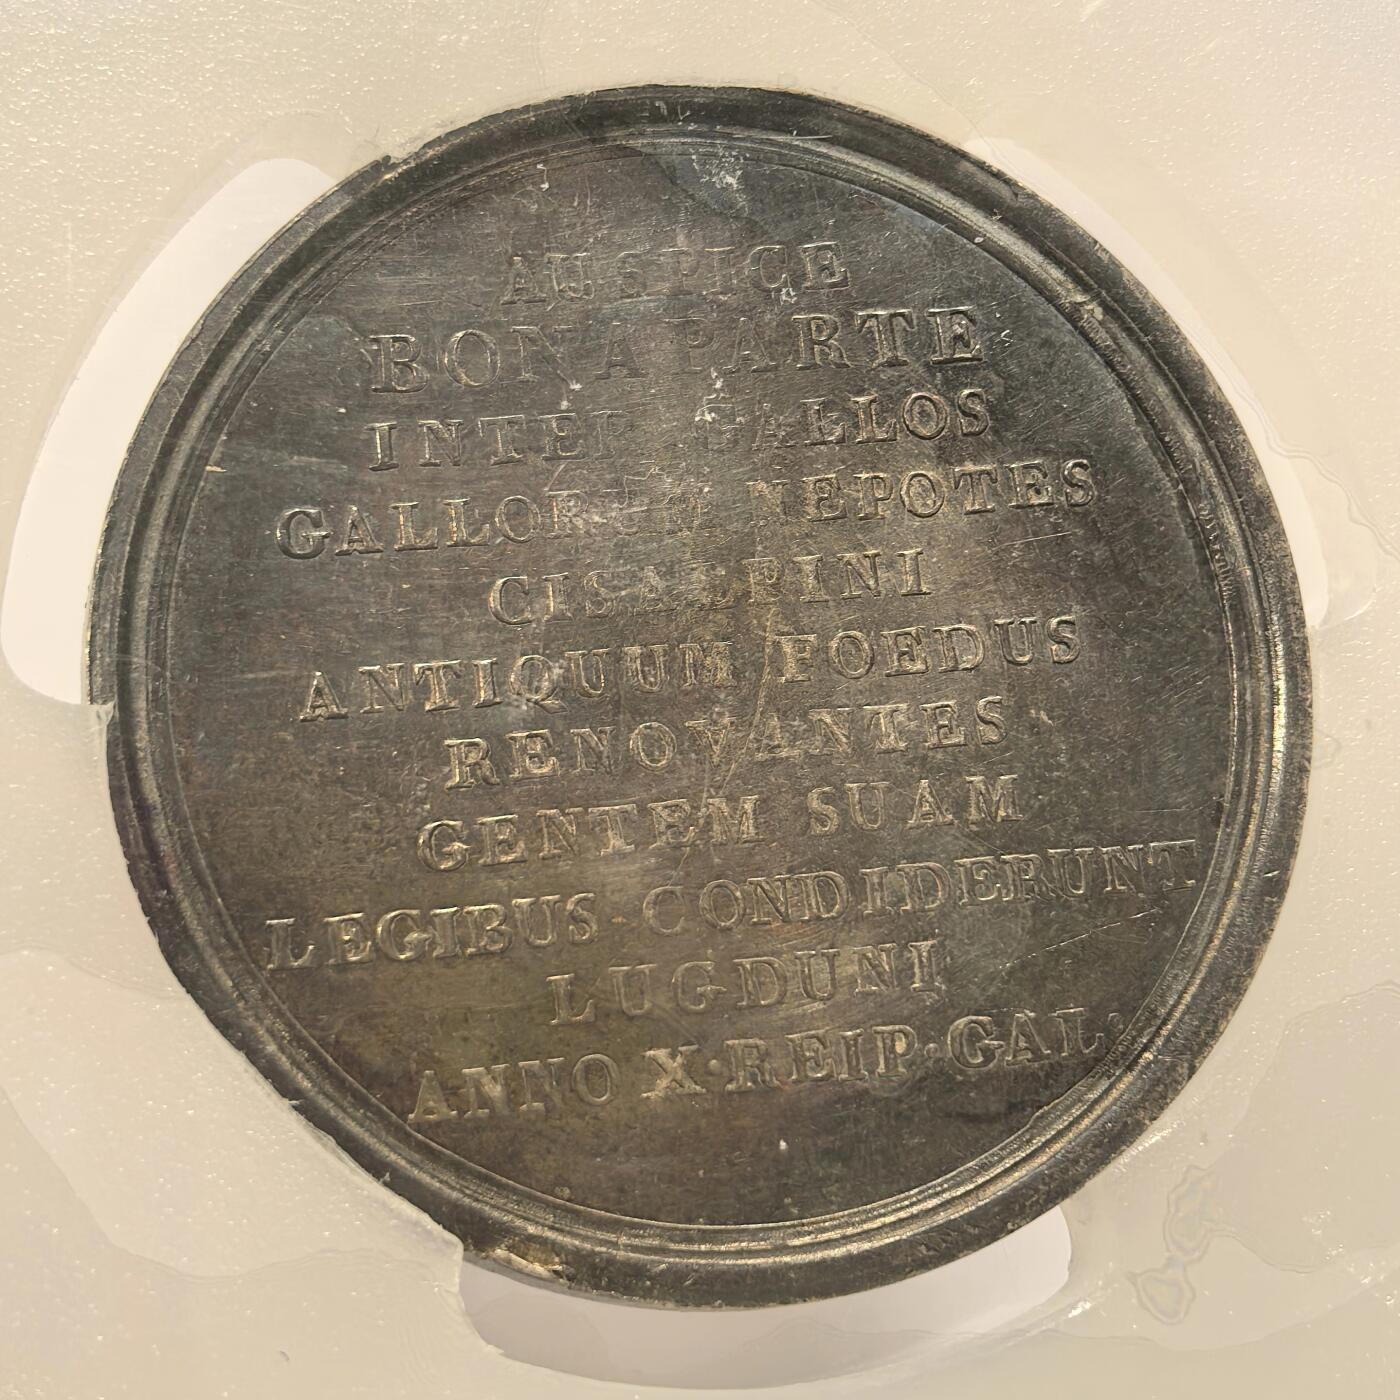 AUSPICE
BONAPARTE
INTER GALLOS
GALLORUM NEPOTES
CISALPINI
ANTIQUUM FOEDUS
RENOVANTES
GENTEM SUAM
LEGIBUS CONDIDERUNT
LUGDUNI
ANNO X·REIP·GAL·